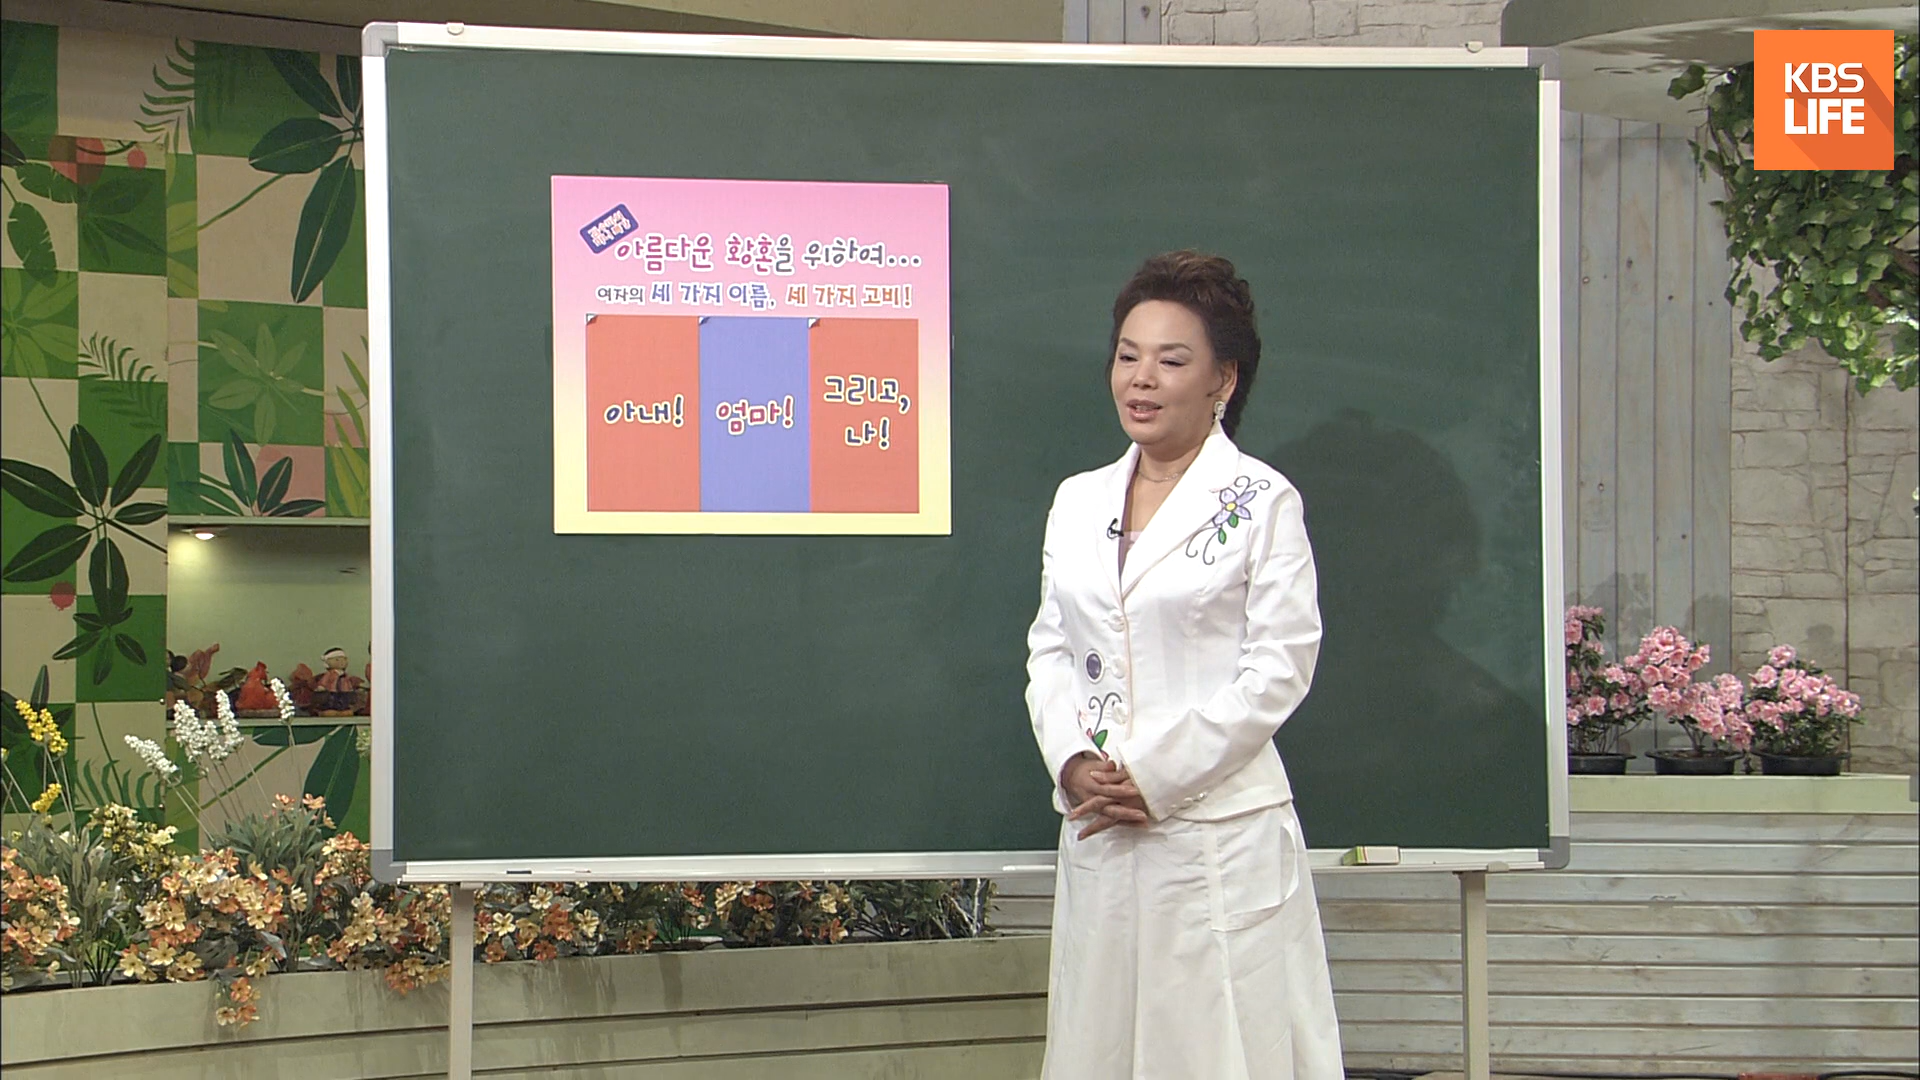 KBS
LIFE
아름다운 황혼을 위하여...
여자의 세 가지 이름, 세 가지 고비!
아내!
엄마!
그리고,
나!